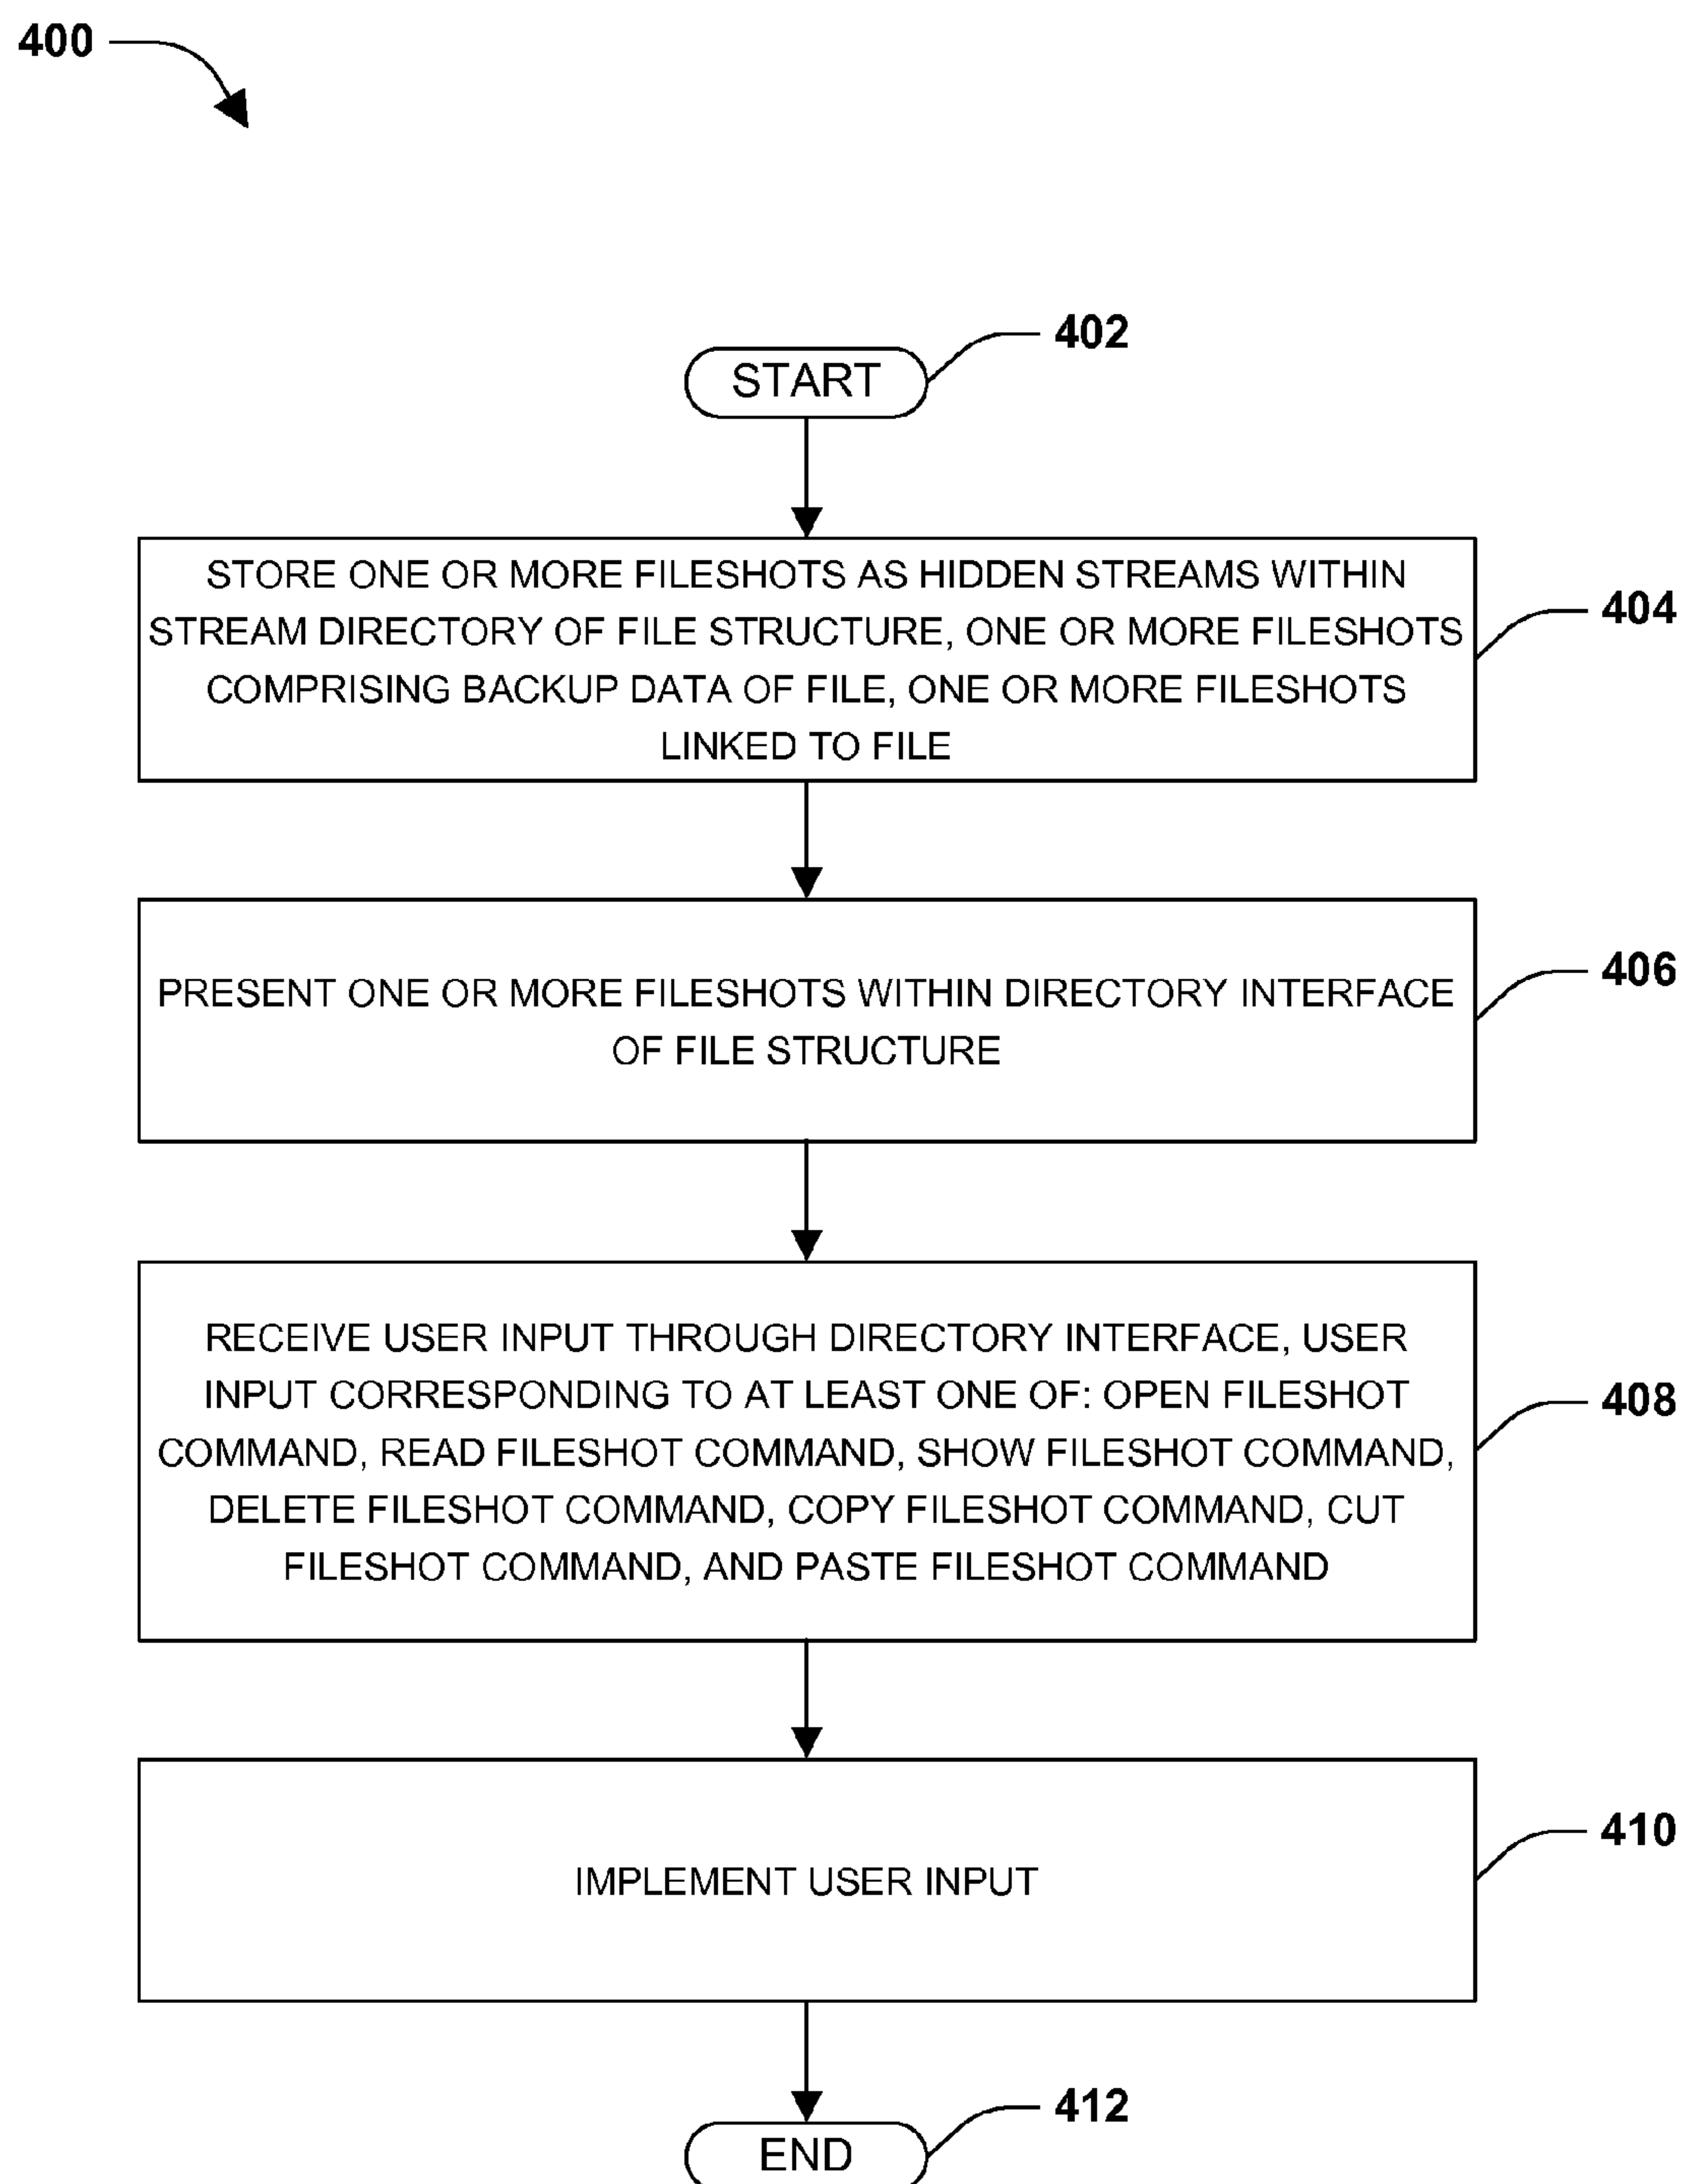 400
402
START
STORE ONE OR MORE FILESHOTS AS HIDDEN STREAMS WITHIN
STREAM DIRECTORY OF FILE STRUCTURE, ONE OR MORE FILESHOTS
COMPRISING BACKUP DATA OF FILE, ONE OR MORE FILESHOTS
LINKED TO FILE
404
PRESENT ONE OR MORE FILESHOTS WITHIN DIRECTORY INTERFACE
OF FILE STRUCTURE
406
RECEIVE USER INPUT THROUGH DIRECTORY INTERFACE, USER
INPUT CORRESPONDING TO AT LEAST ONE OF: OPEN FILESHOT
COMMAND, READ FILESHOT COMMAND, SHOW FILESHOT COMMAND,
DELETE FILESHOT COMMAND, COPY FILESHOT COMMAND, CUT
FILESHOT COMMAND, AND PASTE FILESHOT COMMAND
408
IMPLEMENT USER INPUT
410
412
END